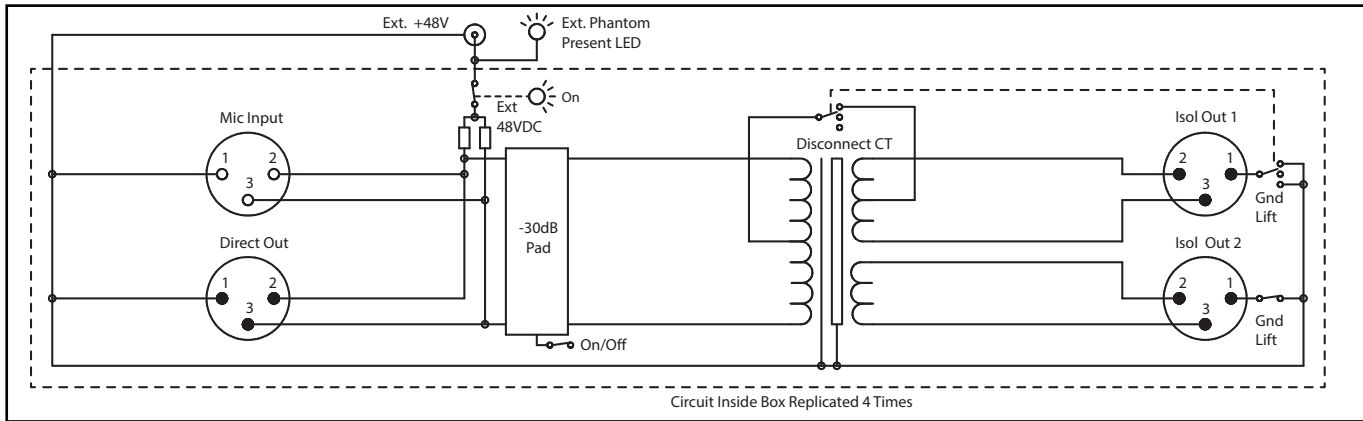 Ext. +48V
Ext. Phantom
Present LED
On
Ext
48VDC
Mic Input
1
2
3
Direct Out
1
2
3
-30dB
Pad
On/Off
Disconnect CT
Isol Out 1
2
1
3
Gnd
Lift
Isol Out 2
2
1
3
Gnd
Lift
Circuit Inside Box Replicated 4 Times